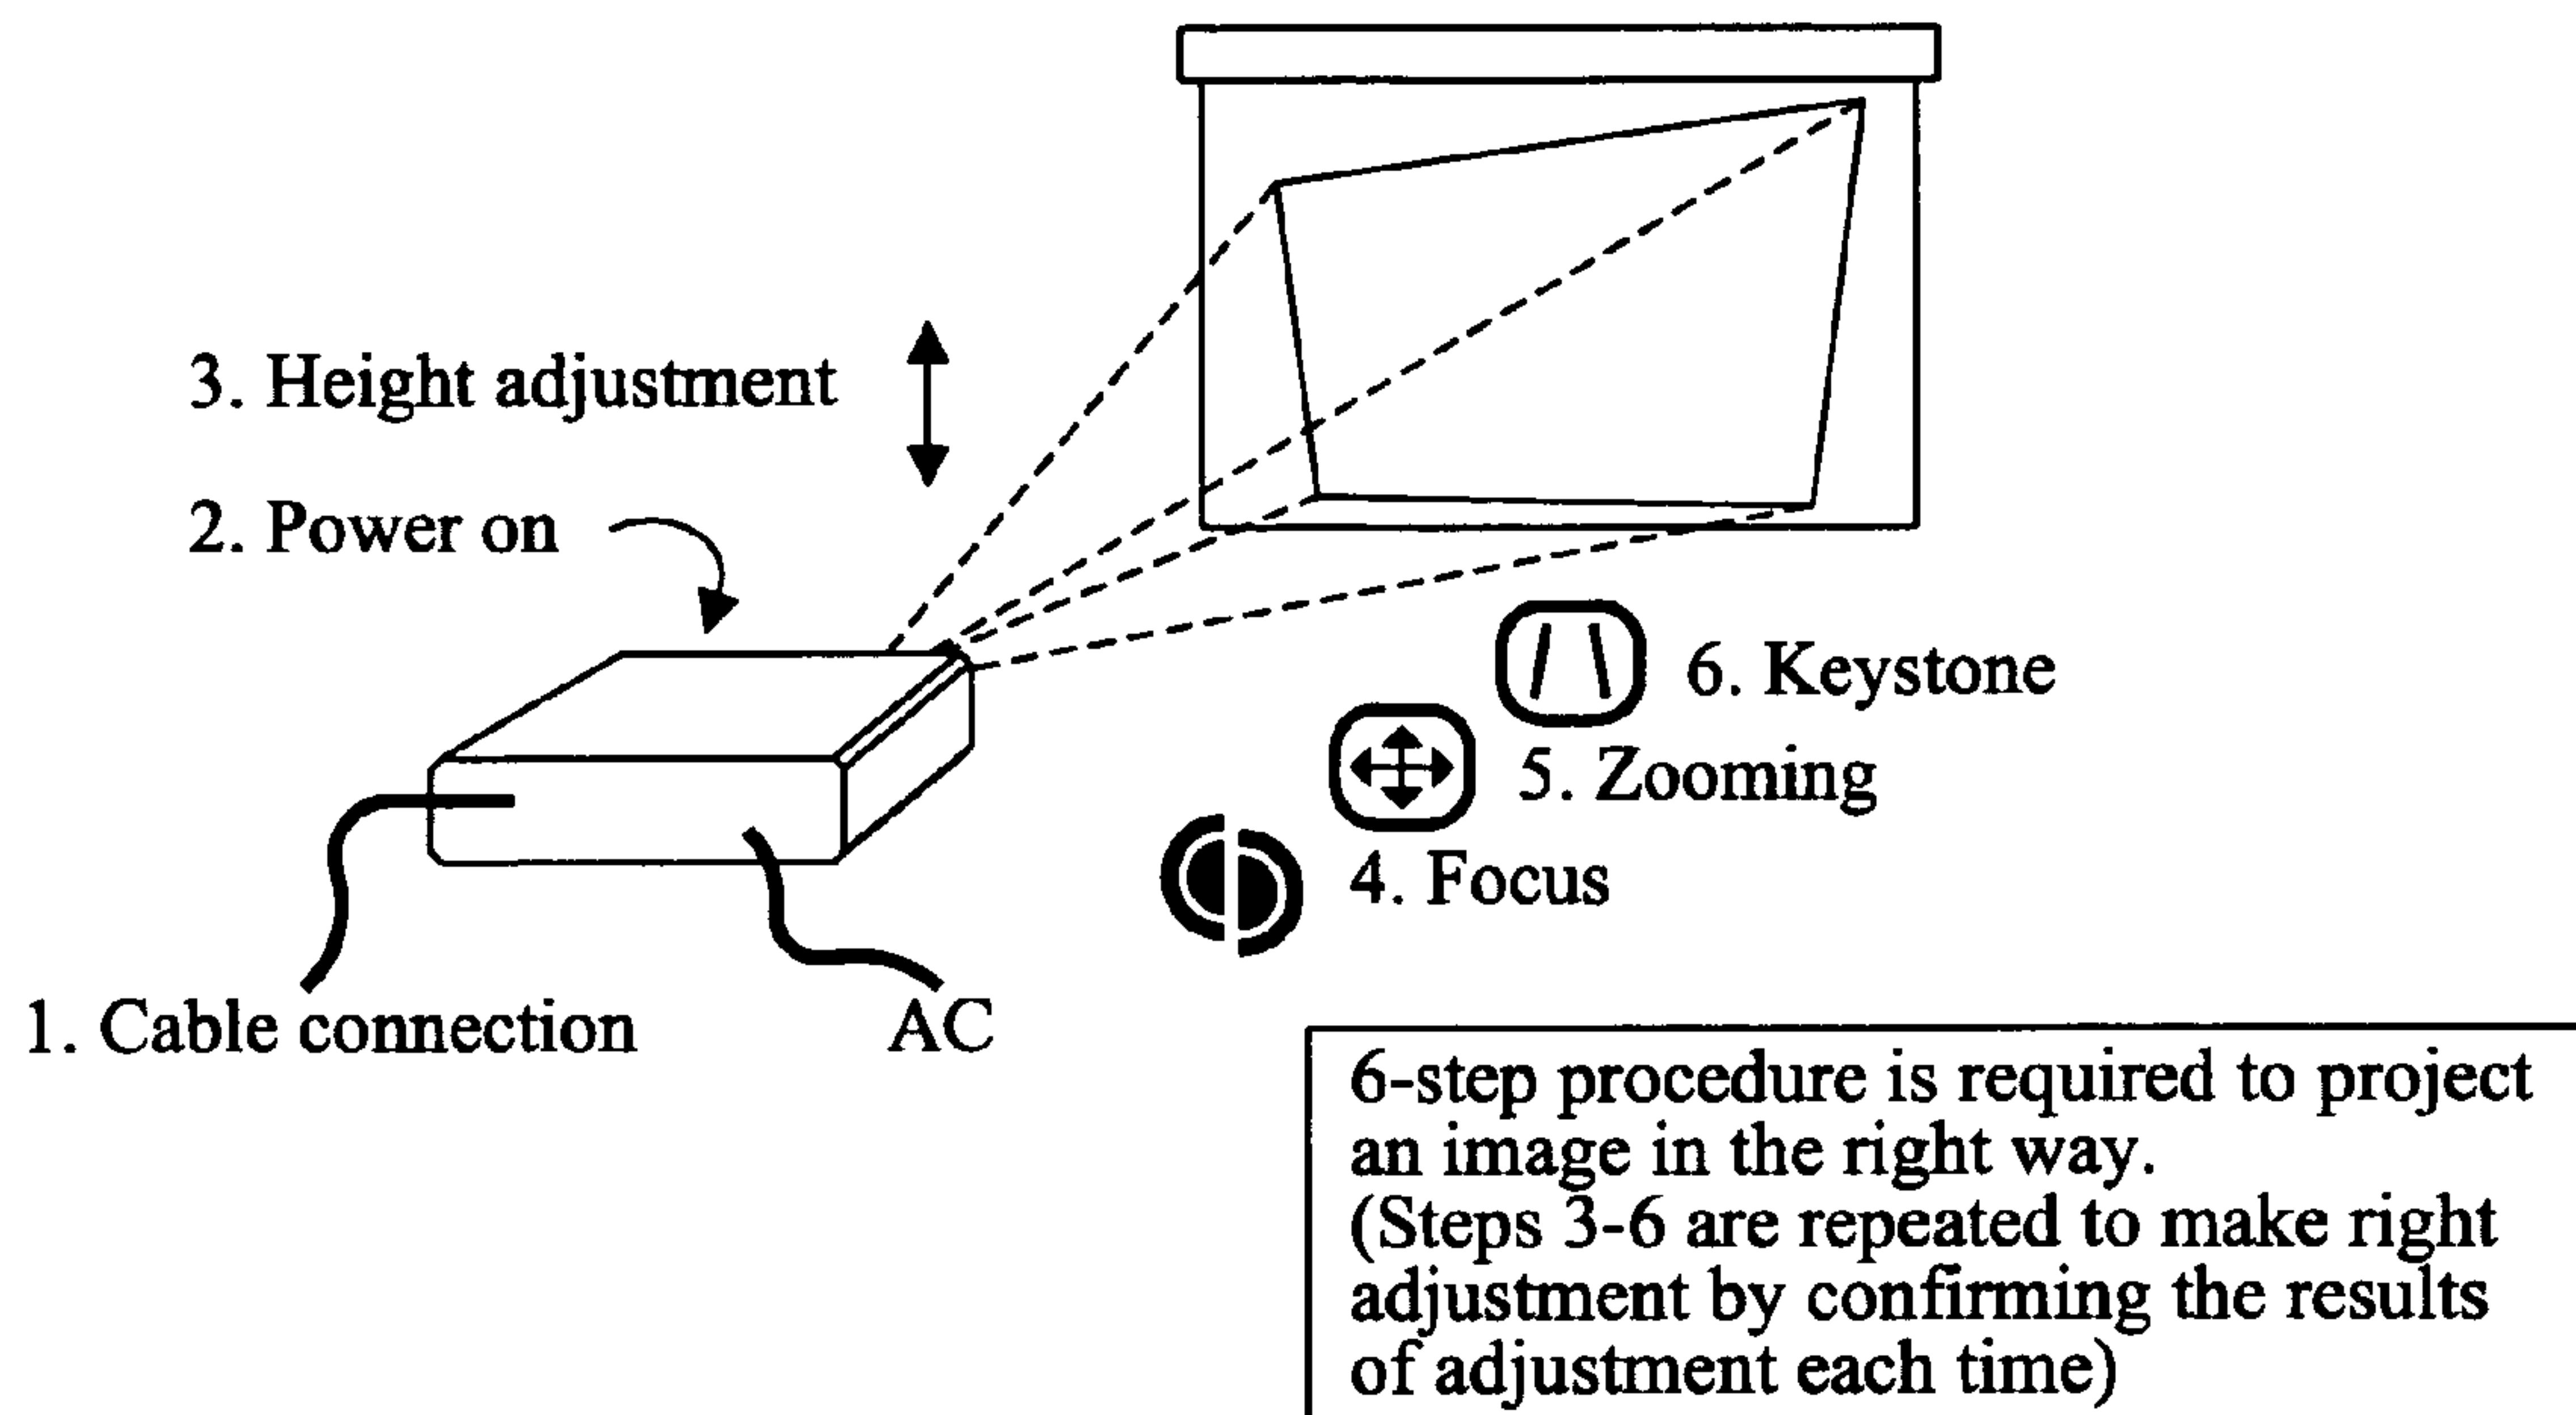 3. Height adjustment
2. Power on
6. Keystone
5. Zooming
4. Focus
1. Cable connection
AC
6-step procedure is required to project
an image in the right way.
(Steps 3-6 are repeated to make right
adjustment by confirming the results
of adjustment each time)